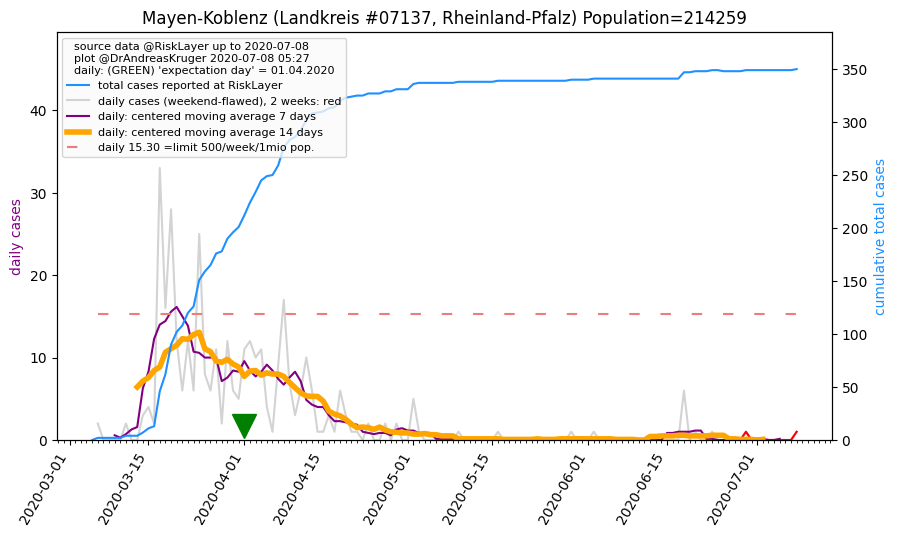 Mayen-Koblenz (Landkreis #07137, Rheinland-Pfalz) Population=214259
source data @RiskLayer up to 2020-07-08
plot @DrAndreasKruger 2020-07-08 05:27
daily: (GREEN) 'expectation day' = 01.04.2020
total cases reported at RiskLayer
daily cases (weekend-flawed), 2 weeks: red
daily: centered moving average 7 days
daily: centered moving average 14 days
daily 15.30 =limit 500/week/1mio pop.
daily cases
40
30
20
10
0
cumulative total cases
350
300
250
200
150
100
50
0
2020-03-01
2020-03-15
2020-04-01
2020-04-15
2020-05-01
2020-05-15
2020-06-01
2020-06-15
2020-07-01